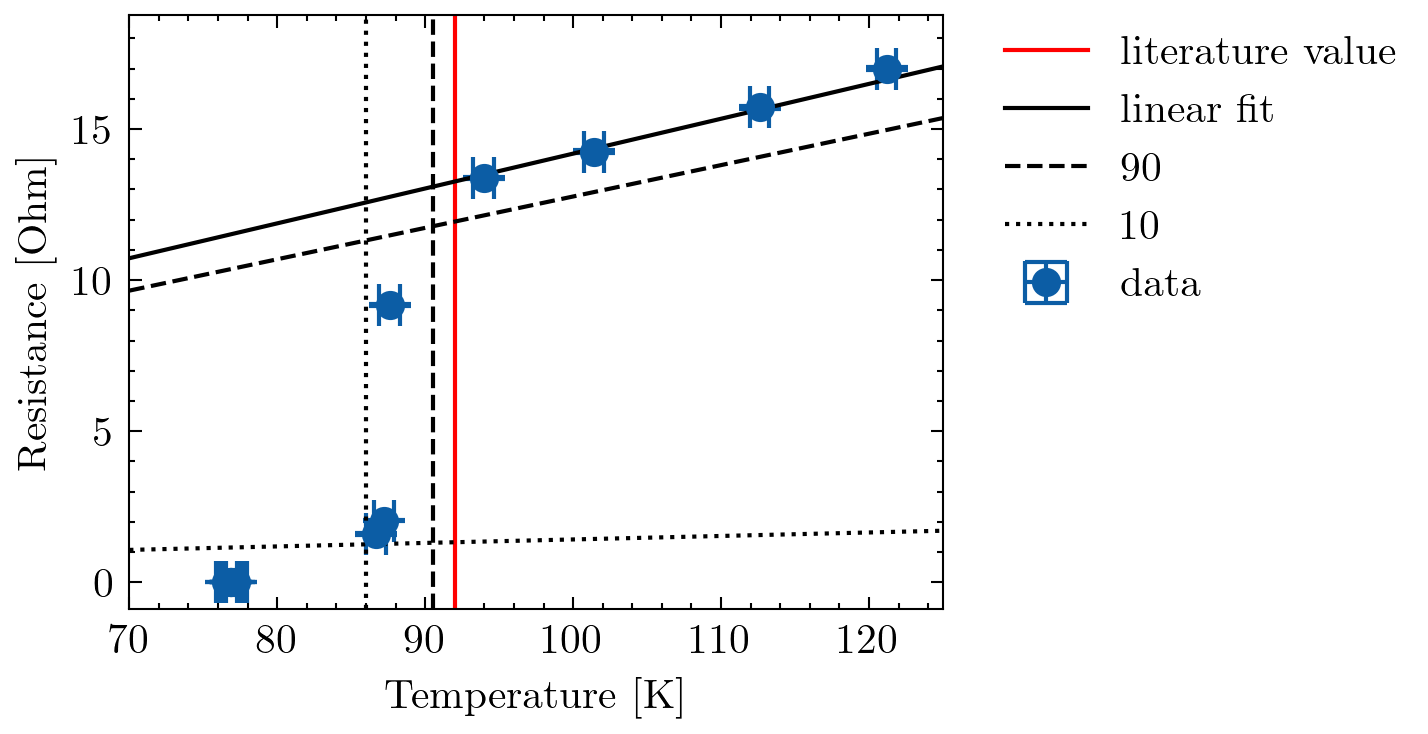 literature value
linear fit
90
10
data
15
10
5
0
Resistance [Ohm]
70 80 90 100 110 120
Temperature [K]